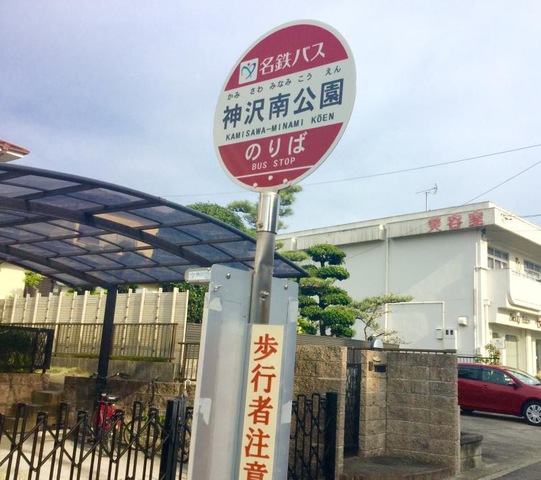 名鉄バス
かみ さわ みなみ こう えん
神沢南公園
KAMISAWA-MINAMI KŌEN
のりば
BUS STOP
歩行者注意
美容室